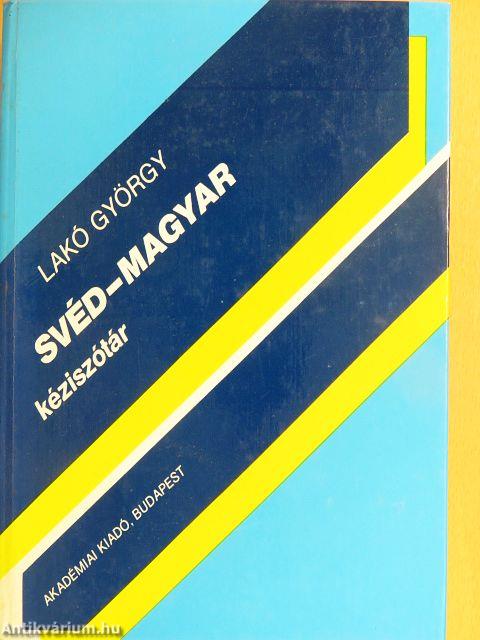 LAKÓ GYÖRGY
SVÉD–MAGYAR
kéziszótár
AKADÉMIAI KIADÓ, BUDAPEST
Antikvárium.hu